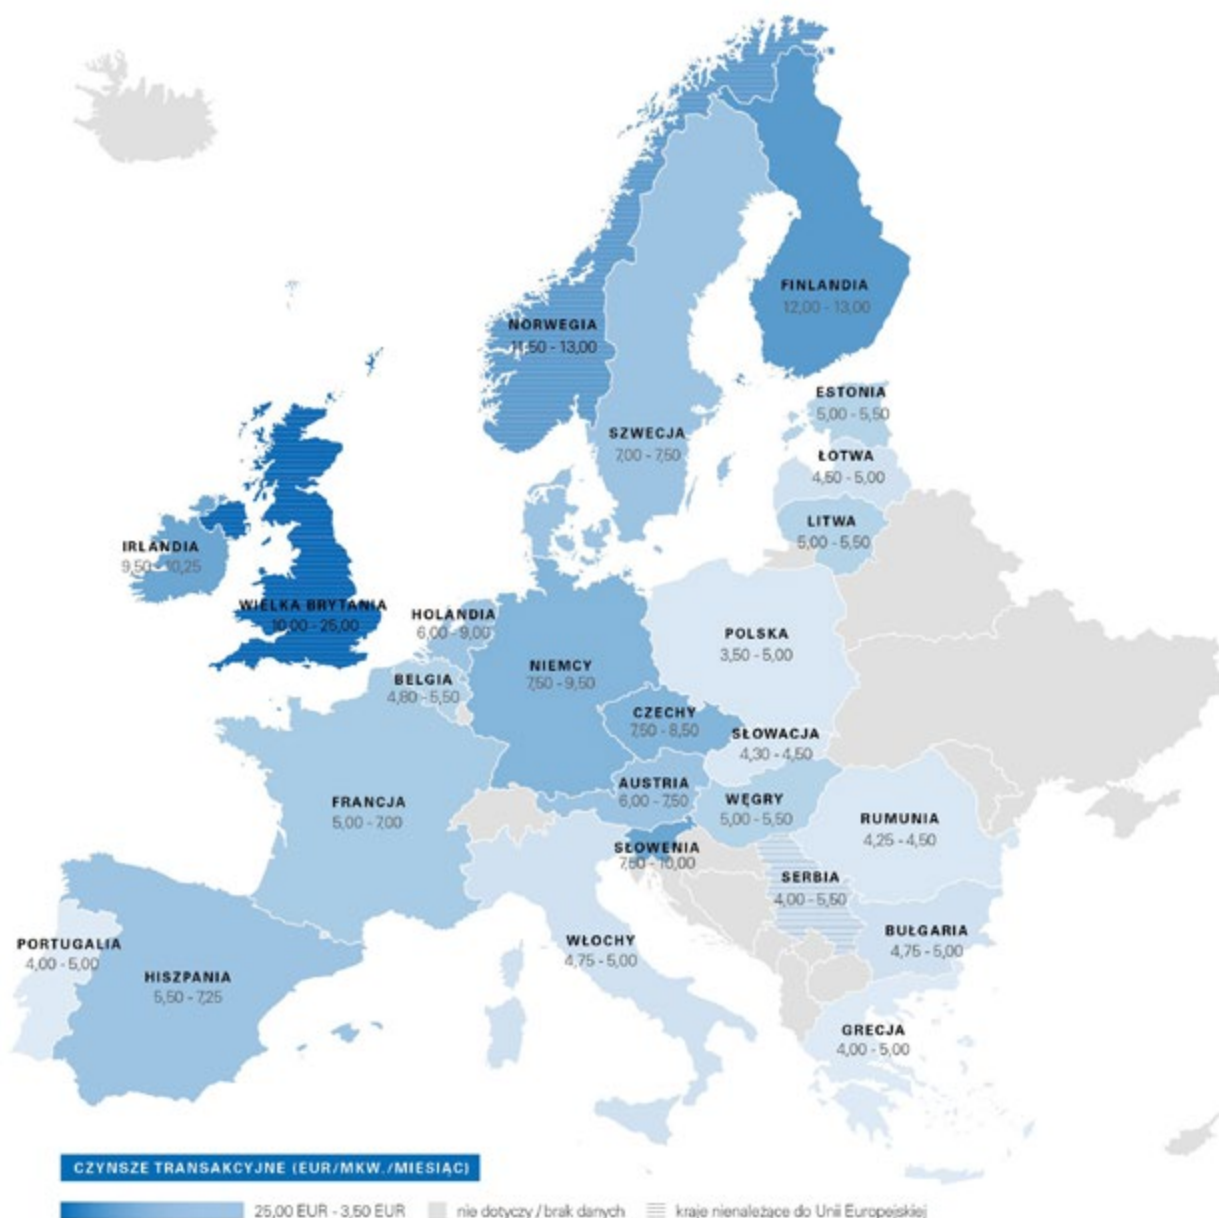 FINLANDIA
12,00 - 13,00
NORWEGIA
11,50 - 13,00
ESTONIA
5,00 - 5,50
SZWECJA
7,00 - 7,50
ŁOTWA
4,50 - 5,00
LITWA
5,00 - 5,50
IRLANDIA
9,50 - 10,25
WIELKA BRYTANIA
10,00 - 25,00
HOLANDIA
6,00 - 9,00
POLSKA
3,50 - 5,00
NIEMCY
7,50 - 9,50
BELGIA
4,80 - 5,50
CZECHY
7,50 - 8,50
SŁOWACJA
4,30 - 4,50
AUSTRIA
6,00 - 7,50
WĘGRY
5,00 - 5,50
FRANCJA
5,00 - 7,00
RUMUNIA
4,25 - 4,50
SŁOWENIA
7,50 - 10,00
SERBIA
4,00 - 5,50
BUŁGARIA
4,75 - 5,00
PORTUGALIA
4,00 - 5,00
WŁOCHY
4,75 - 5,00
HISZPANIA
5,50 - 7,25
GRECJA
4,00 - 5,00
CZYNSZE TRANSAKCYJNE (EUR/MKW./MIESIĄC)
25,00 EUR - 3,50 EUR nie dotyczy / brak danych kraje nienależące do Unii Europejskiej